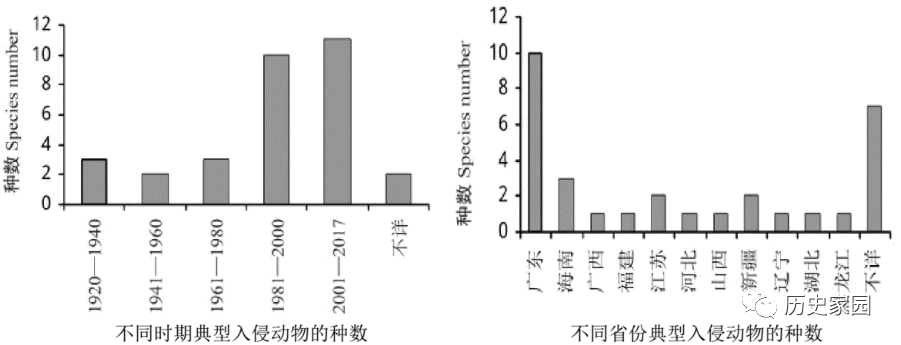 种数 Species number
12
10
8
6
4
2
0
1920—1940
1941—1960
1961—1980
1981—2000
2001—2017
不详
不同时期典型入侵动物的种数
种数 Species number
12
10
8
6
4
2
0
广东
海南
广西
福建
江苏
河北
山西
新疆
辽宁
湖北
龙江
不详
不同省份典型入侵动物的种数
历史家园